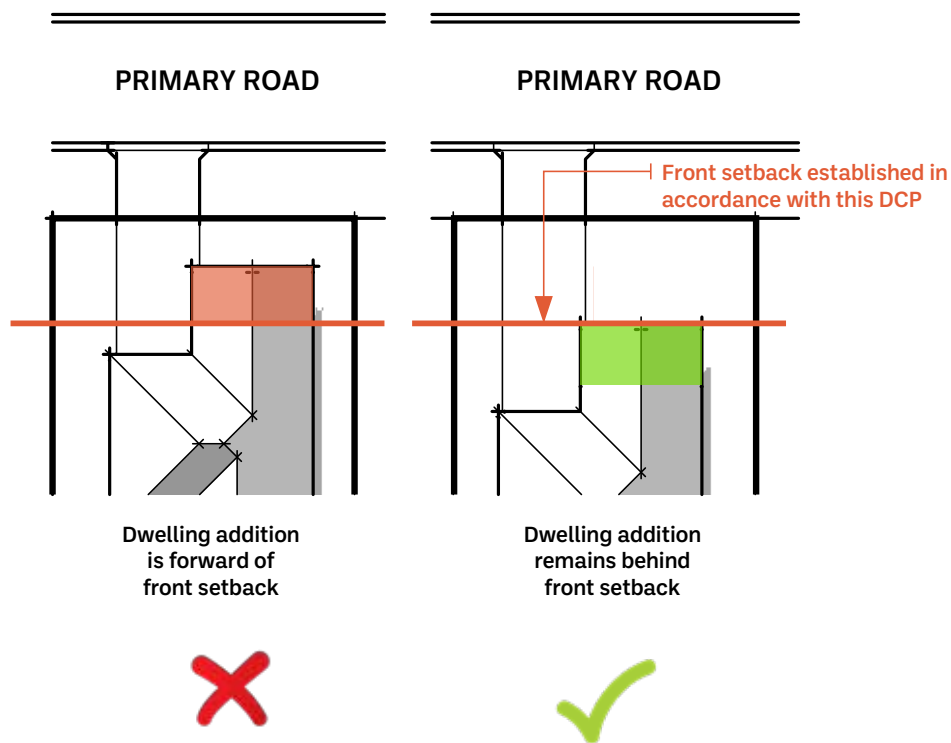 PRIMARY ROAD
PRIMARY ROAD
Front setback established in
accordance with this DCP
Dwelling addition
is forward of
front setback
Dwelling addition
remains behind
front setback